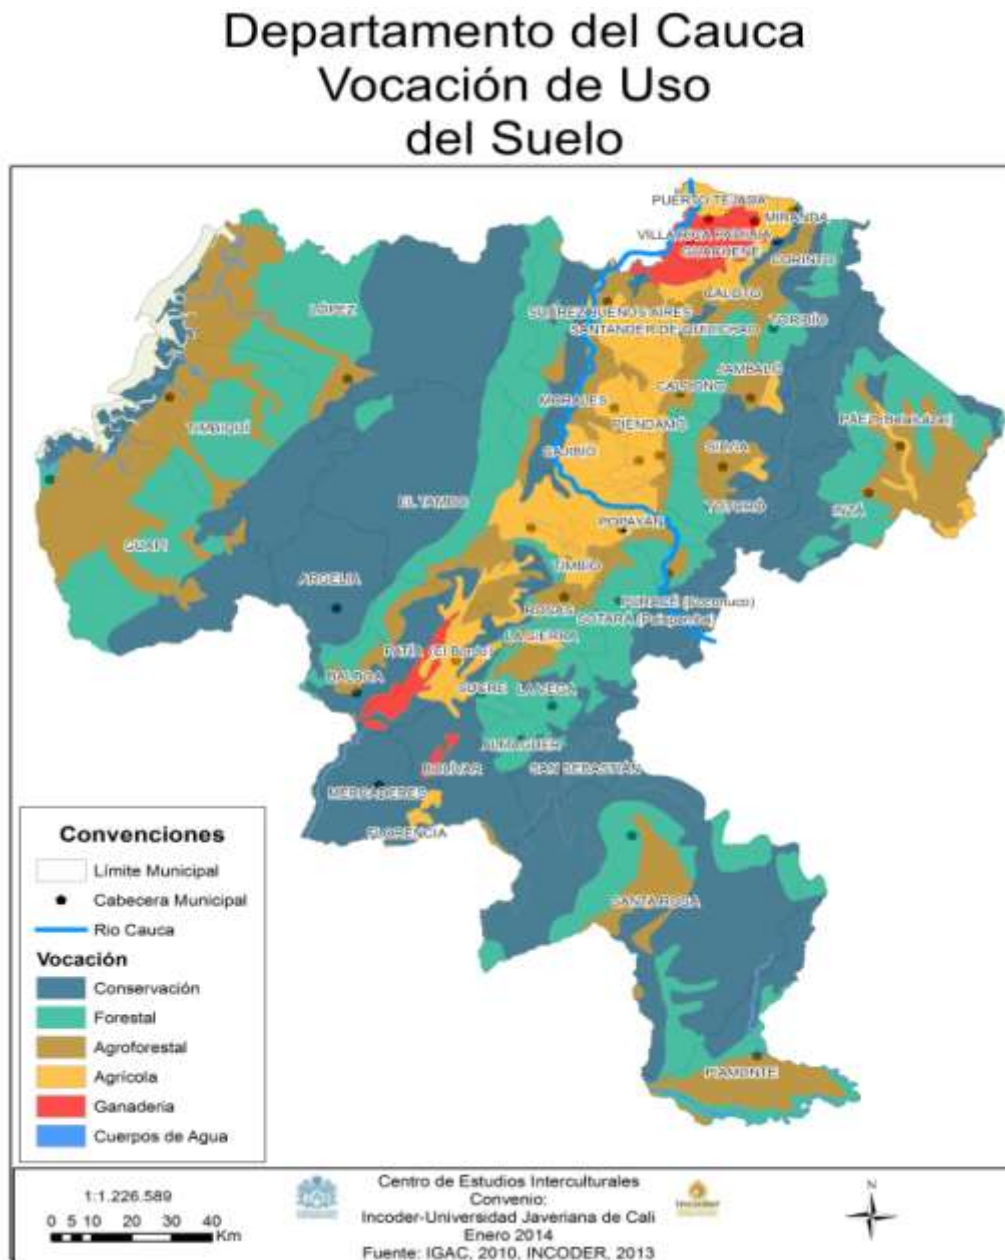 Departamento del Cauca
Vocación de Uso
del Suelo
PUERTO TEJADA
MIRANDA
VILLA RICA PADILLA
GUACHENÉ
CORINTO
LÓPEZ
CALOTO
SUÁREZ BUENOS AIRES
SANTANDER DE QUILICHAO
TORIBÍO
JAMBALÓ
CALDONO
MORALES
PIENDAMÓ
PÁEZ (Belalcázar)
TIMBIQUÍ
CAJIBÍO
SILVIA
EL TAMBO
TOTORÓ
INZÁ
POPAYÁN
GUAPI
TIMBÍO
ARGELIA
PURACÉ (Coconuco)
ROSAS
SOTARA (Paispamba)
LA SIERRA
PATÍA (El Bordo)
BALBOA
SUCRE
LA VEGA
ALMAGUER
BOLÍVAR
SAN SEBASTIÁN
MERCADERES
FLORENCIA
SANTA ROSA
PIAMONTE
Convenciones
Límite Municipal
Cabecera Municipal
Rio Cauca
Vocación
Conservación
Forestal
Agroforestal
Agrícola
Ganaderia
Cuerpos de Agua
1:1.226.589
0 5 10 20 30 40
Km
Centro de Estudios Interculturales
Convenio:
Incoder-Universidad Javeriana de Cali
Enero 2014
Fuente: IGAC, 2010, INCODER, 2013
incoder
N